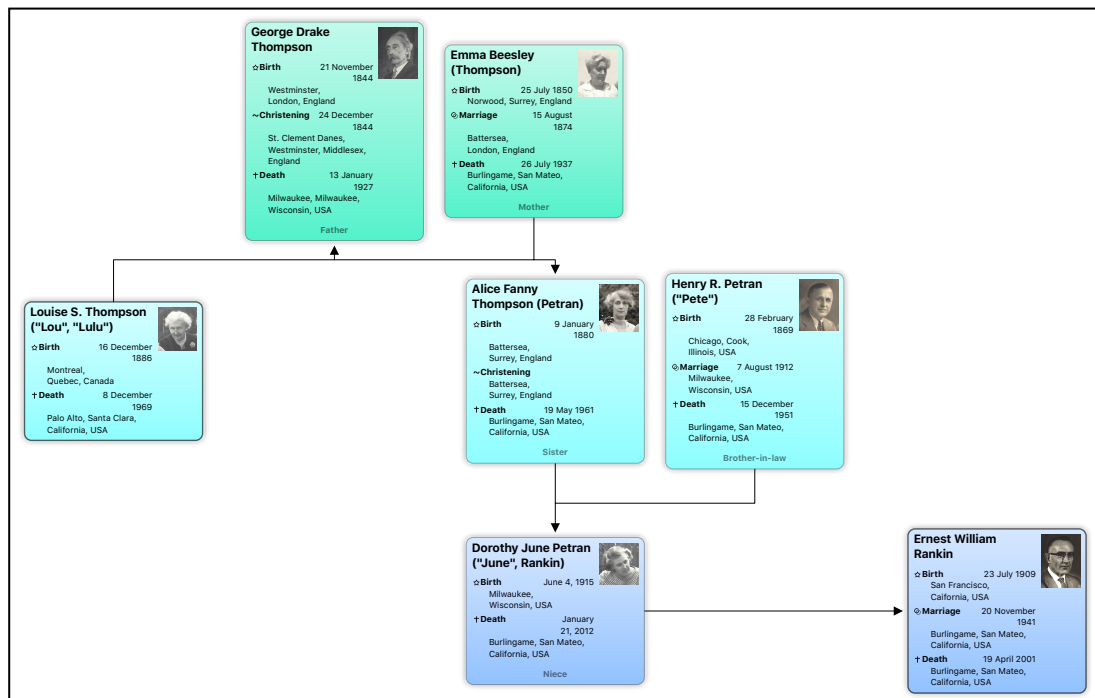 George Drake
Thompson
☆Birth 21 November
1844
Westminster,
London, England
~Christening 24 December
1844
St. Clement Danes,
Westminster, Middlesex,
England
†Death 13 January
1927
Milwaukee, Milwaukee,
Wisconsin, USA
Father
Emma Beesley
(Thompson)
☆Birth 25 July 1850
Norwood, Surrey, England
⚭Marriage 15 August
1874
Battersea,
London, England
†Death 26 July 1937
Burlingame, San Mateo,
California, USA
Mother
Louise S. Thompson
("Lou", "Lulu")
☆Birth 16 December
1886
Montreal,
Quebec, Canada
†Death 8 December
1969
Palo Alto, Santa Clara,
California, USA
Alice Fanny
Thompson (Petran)
☆Birth 9 January
1880
Battersea,
Surrey, England
~Christening
Battersea,
Surrey, England
†Death 19 May 1961
Burlingame, San Mateo,
California, USA
Sister
Henry R. Petran
("Pete")
☆Birth 28 February
1869
Chicago, Cook,
Illinois, USA
⚭Marriage 7 August 1912
Milwaukee,
Wisconsin, USA
†Death 15 December
1951
Burlingame, San Mateo,
California, USA
Brother-in-law
Dorothy June Petran
("June", Rankin)
☆Birth June 4, 1915
Milwaukee,
Wisconsin, USA
†Death January
21, 2012
Burlingame, San Mateo,
California, USA
Niece
Ernest William
Rankin
☆Birth 23 July 1909
San Francisco,
Caifornia, USA
⚭Marriage 20 November
1941
Burlingame, San Mateo,
California, USA
†Death 19 April 2001
Burlingame, San Mateo,
California, USA